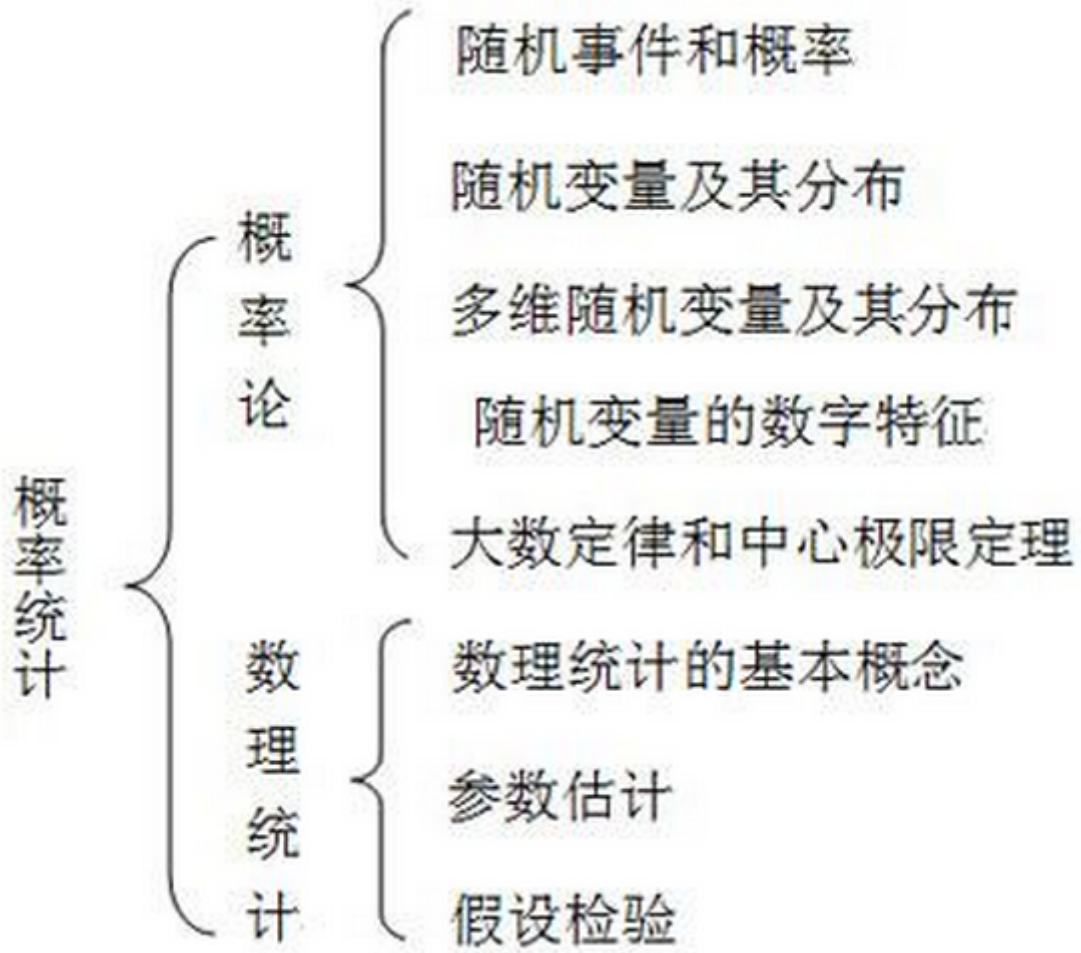 概率统计
概率论
随机事件和概率
随机变量及其分布
多维随机变量及其分布
随机变量的数字特征
大数定律和中心极限定理
数理统计
数理统计的基本概念
参数估计
假设检验